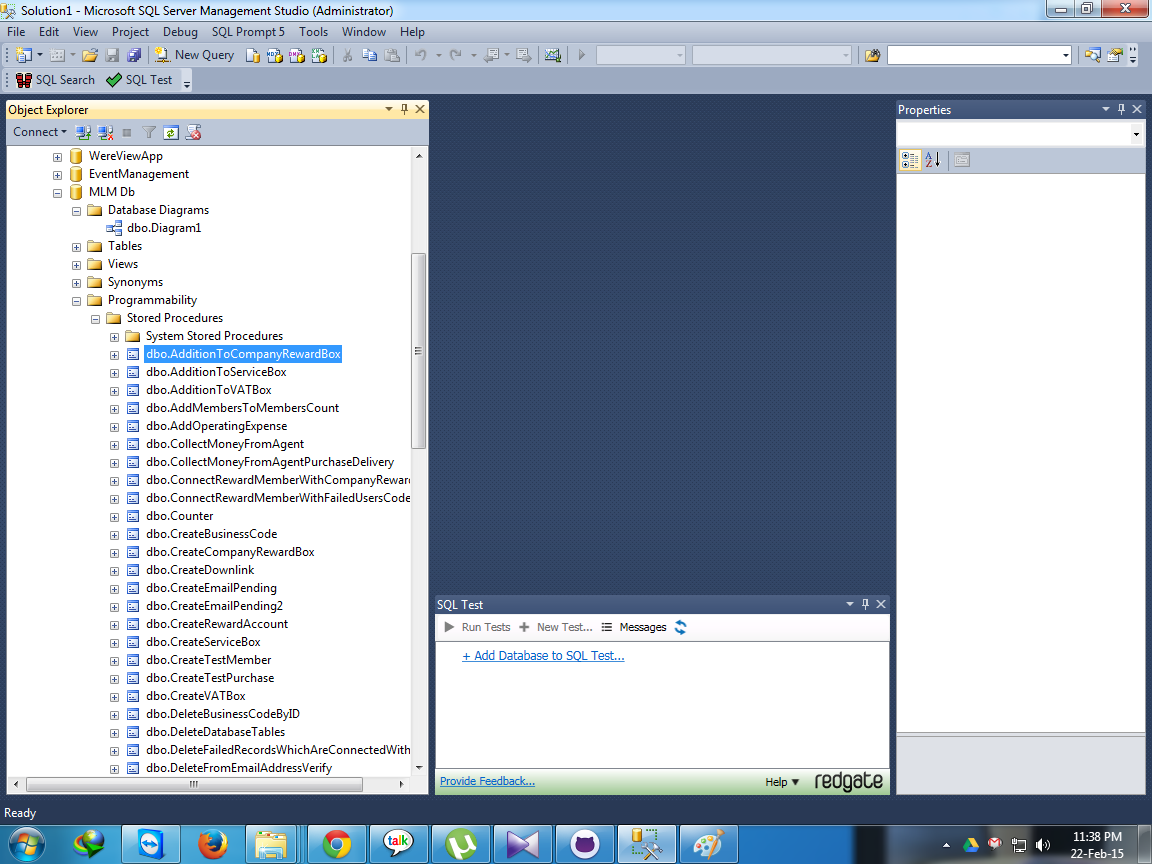 Solution1 - Microsoft SQL Server Management Studio (Administrator)
File Edit View Project Debug SQL Prompt 5 Tools Window Help
New Query
SQL Search SQL Test
Object Explorer
Connect
WereViewApp
EventManagement
MLM Db
Database Diagrams
dbo.Diagram1
Tables
Views
Synonyms
Programmability
Stored Procedures
System Stored Procedures
dbo.AdditionToCompanyRewardBox
dbo.AdditionToServiceBox
dbo.AdditionToVATBox
dbo.AddMembersToMembersCount
dbo.AddOperatingExpense
dbo.CollectMoneyFromAgent
dbo.CollectMoneyFromAgentPurchaseDelivery
dbo.ConnectRewardMemberWithCompanyRewar
dbo.ConnectRewardMemberWithFailedUsersCode
dbo.Counter
dbo.CreateBusinessCode
dbo.CreateCompanyRewardBox
dbo.CreateDownlink
dbo.CreateEmailPending
dbo.CreateEmailPending2
dbo.CreateRewardAccount
dbo.CreateServiceBox
dbo.CreateTestMember
dbo.CreateTestPurchase
dbo.CreateVATBox
dbo.DeleteBusinessCodeByID
dbo.DeleteDatabaseTables
dbo.DeleteFailedRecordsWhichAreConnectedWith
dbo.DeleteFromEmailAddressVerify
SQL Test
Run Tests New Test... Messages
+ Add Database to SQL Test...
Provide Feedback...
Help
redgate
Properties
Ready
talk
11:38 PM
22-Feb-15